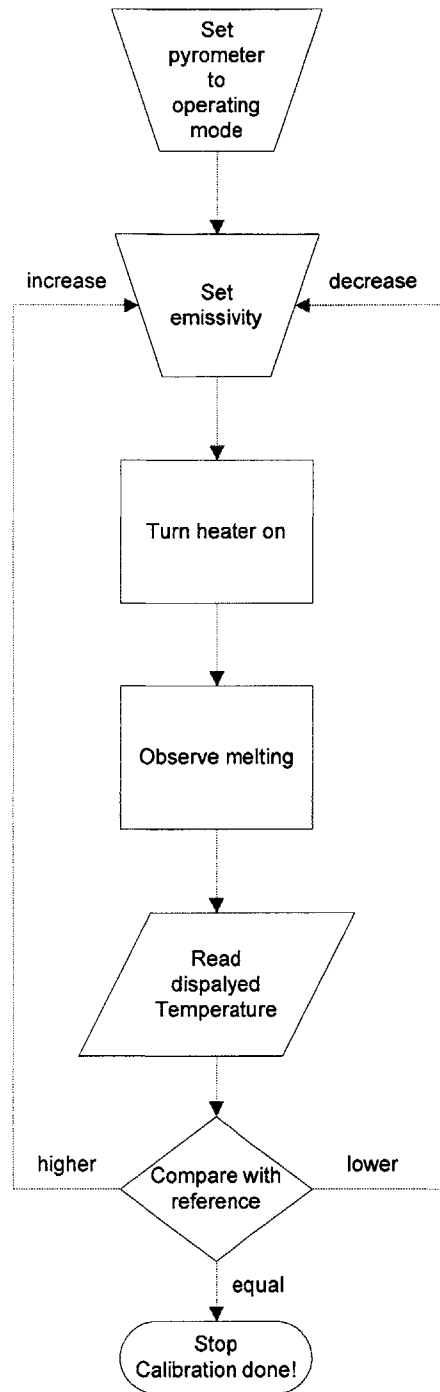 Set
pyrometer
to
operating
mode
increase
decrease
Set
emissivity
Turn heater on
Observe melting
Read
dispalyed
Temperature
higher
lower
Compare with
reference
equal
Stop
Calibration done!